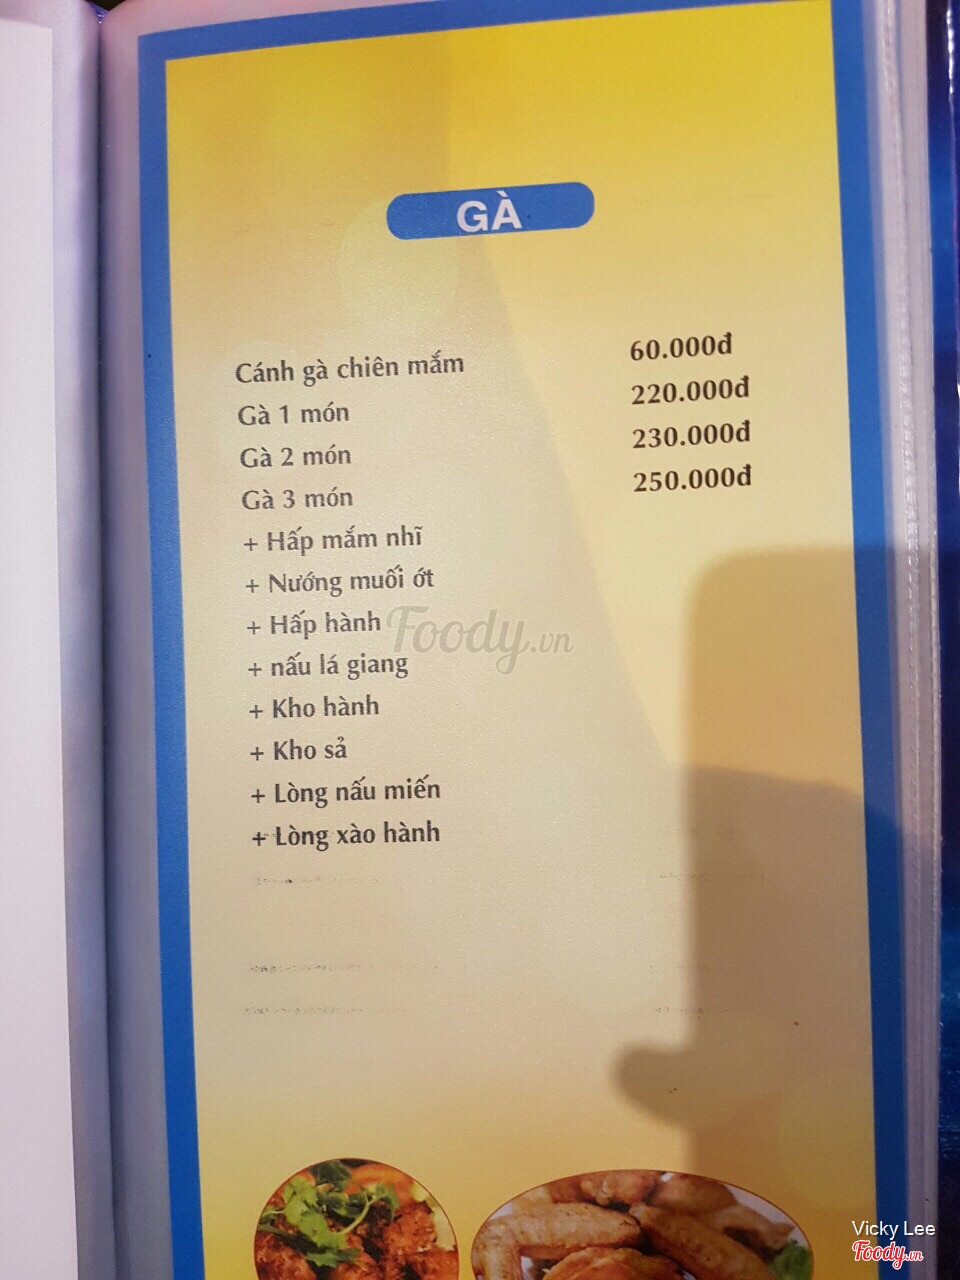 GÀ
Cánh gà chiên mắm 60.000đ
Gà 1 món 220.000đ
Gà 2 món 230.000đ
Gà 3 món 250.000đ
+ Hấp mắm nhĩ
+ Nướng muối ớt
+ Hấp hành
Foody.vn
+ nấu lá giang
+ Kho hành
+ Kho sả
+ Lòng nấu miến
+ Lòng xào hành
Vicky Lee
Foody.vn